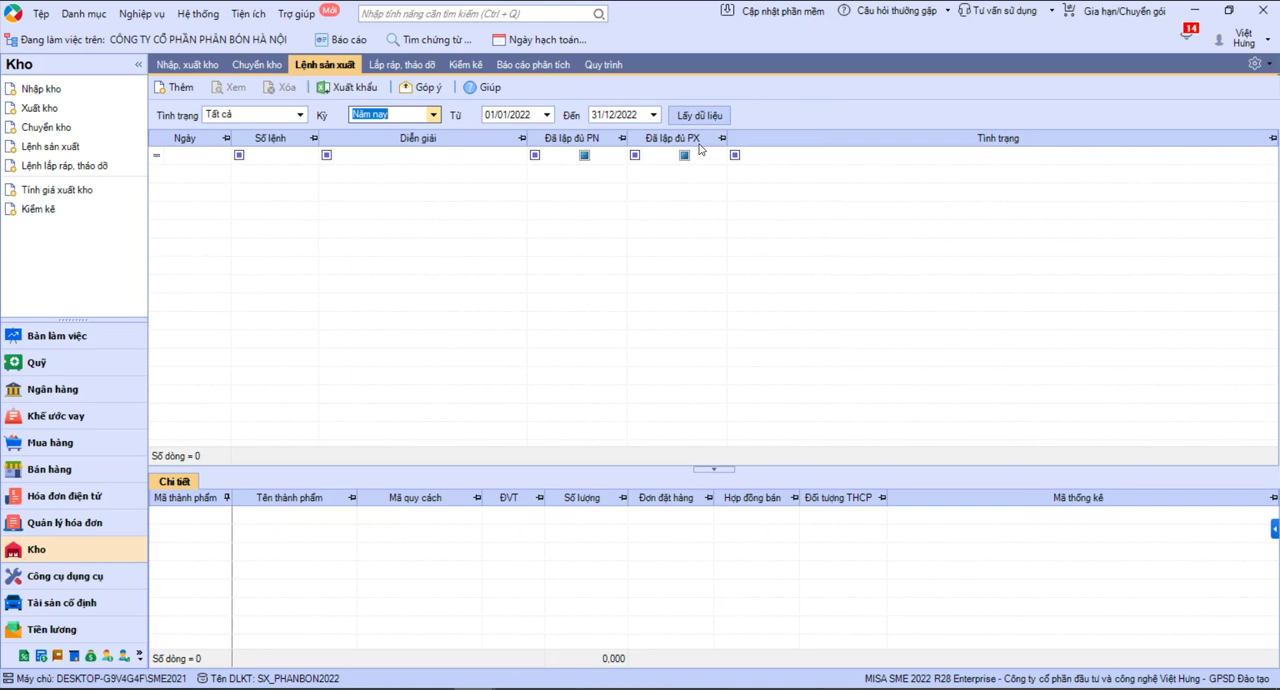 Tệp Danh mục Nghiệp vụ Hệ thống Tiện ích Trợ giúp Mới Nhập tính năng cần tìm kiếm (Ctrl + Q) Cập nhật phần mềm Câu hỏi thường gặp Tư vấn sử dụng Gia hạn/Chuyển gói
Đang làm việc trên: CÔNG TY CỔ PHẦN PHÂN BÓN HÀ NỘI Báo cáo Tìm chứng từ ... Ngày hạch toán... 14 Việt Hưng
Kho « Nhập, xuất kho Chuyển kho Lệnh sản xuất Lắp ráp, tháo dỡ Kiểm kê Báo cáo phân tích Quy trình
Thêm Xem Xóa Xuất khẩu Góp ý Giúp
Tình trạng Tất cả Kỳ Năm nay Từ 01/01/2022 Đến 31/12/2022 Lấy dữ liệu
Ngày Số lệnh Diễn giải Đã lập đủ PN Đã lập đủ PX Tình trạng
=
Nhập kho
Xuất kho
Chuyển kho
Lệnh sản xuất
Lệnh lắp ráp, tháo dỡ
Tính giá xuất kho
Kiểm kê
Bàn làm việc
Quỹ
Ngân hàng
Khế ước vay
Mua hàng
Bán hàng
Hóa đơn điện tử
Quản lý hóa đơn
Kho
Công cụ dụng cụ
Tài sản cố định
Tiền lương
Số dòng = 0
Chi tiết
Mã thành phẩm Tên thành phẩm Mã quy cách ĐVT Số lượng Đơn đặt hàng Hợp đồng bán Đối tượng THCP Mã thống kê
Số dòng = 0 0,000
Máy chủ: DESKTOP-G9V4G4F\SME2021 Tên DLKT: SX_PHANBON2022 MISA SME 2022 R28 Enterprise - Công ty cổ phần đầu tư và công nghệ Việt Hưng - GPSD Đào tạo